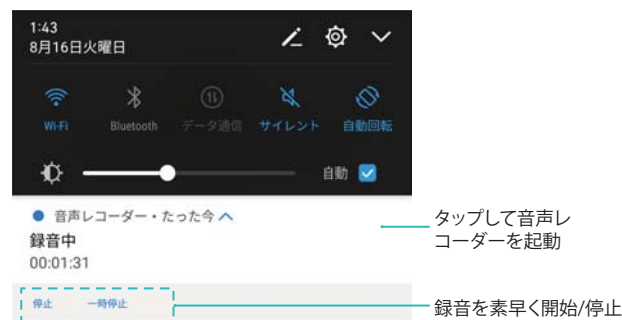 1:43
8月16日火曜日
Wi-Fi
Bluetooth
データ通信
サイレント
自動回転
自動
音声レコーダー・たった今
録音中
00:01:31
タップして音声レ
コーダーを起動
停止
一時停止
録音を素早く開始/停止